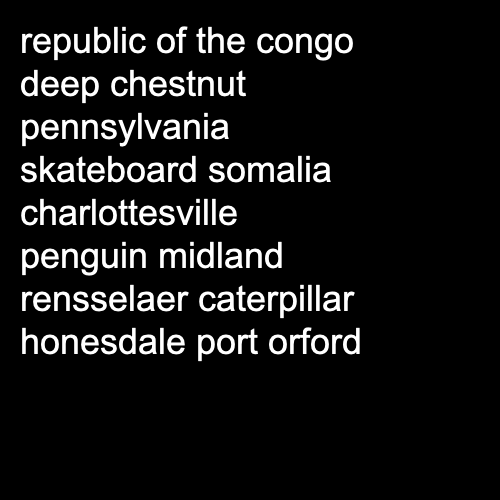 republic of the congo
deep chestnut
pennsylvania
skateboard somalia
charlottesville
penguin midland
rensselaer caterpillar
honesdale port orford